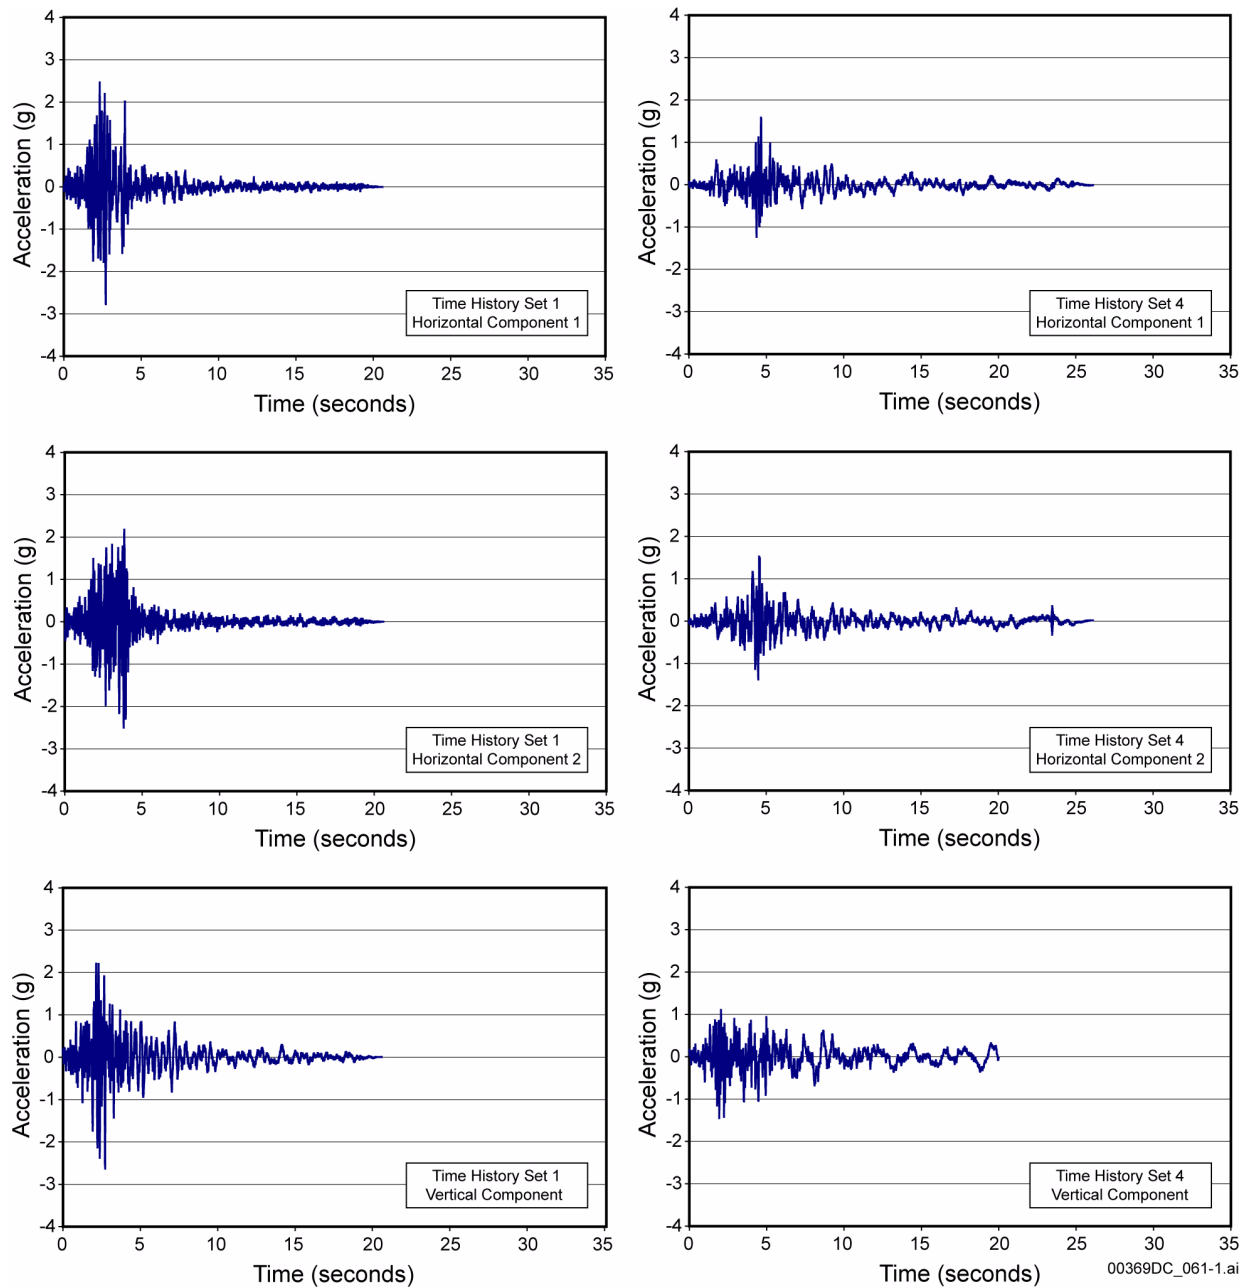 4
3
2
1
0
-1
-2
-3
-4
Acceleration (g)
Time History Set 1
Horizontal Component 1
0 5 10 15 20 25 30 35
Time (seconds)
4
3
2
1
0
-1
-2
-3
-4
Acceleration (g)
Time History Set 4
Horizontal Component 1
0 5 10 15 20 25 30 35
Time (seconds)
4
3
2
1
0
-1
-2
-3
-4
Acceleration (g)
Time History Set 1
Horizontal Component 2
0 5 10 15 20 25 30 35
Time (seconds)
4
3
2
1
0
-1
-2
-3
-4
Acceleration (g)
Time History Set 4
Horizontal Component 2
0 5 10 15 20 25 30 35
Time (seconds)
4
3
2
1
0
-1
-2
-3
-4
Acceleration (g)
Time History Set 1
Vertical Component
0 5 10 15 20 25 30 35
Time (seconds)
4
3
2
1
0
-1
-2
-3
-4
Acceleration (g)
Time History Set 4
Vertical Component
0 5 10 15 20 25 30 35
Time (seconds)
00369DC_061-1.ai